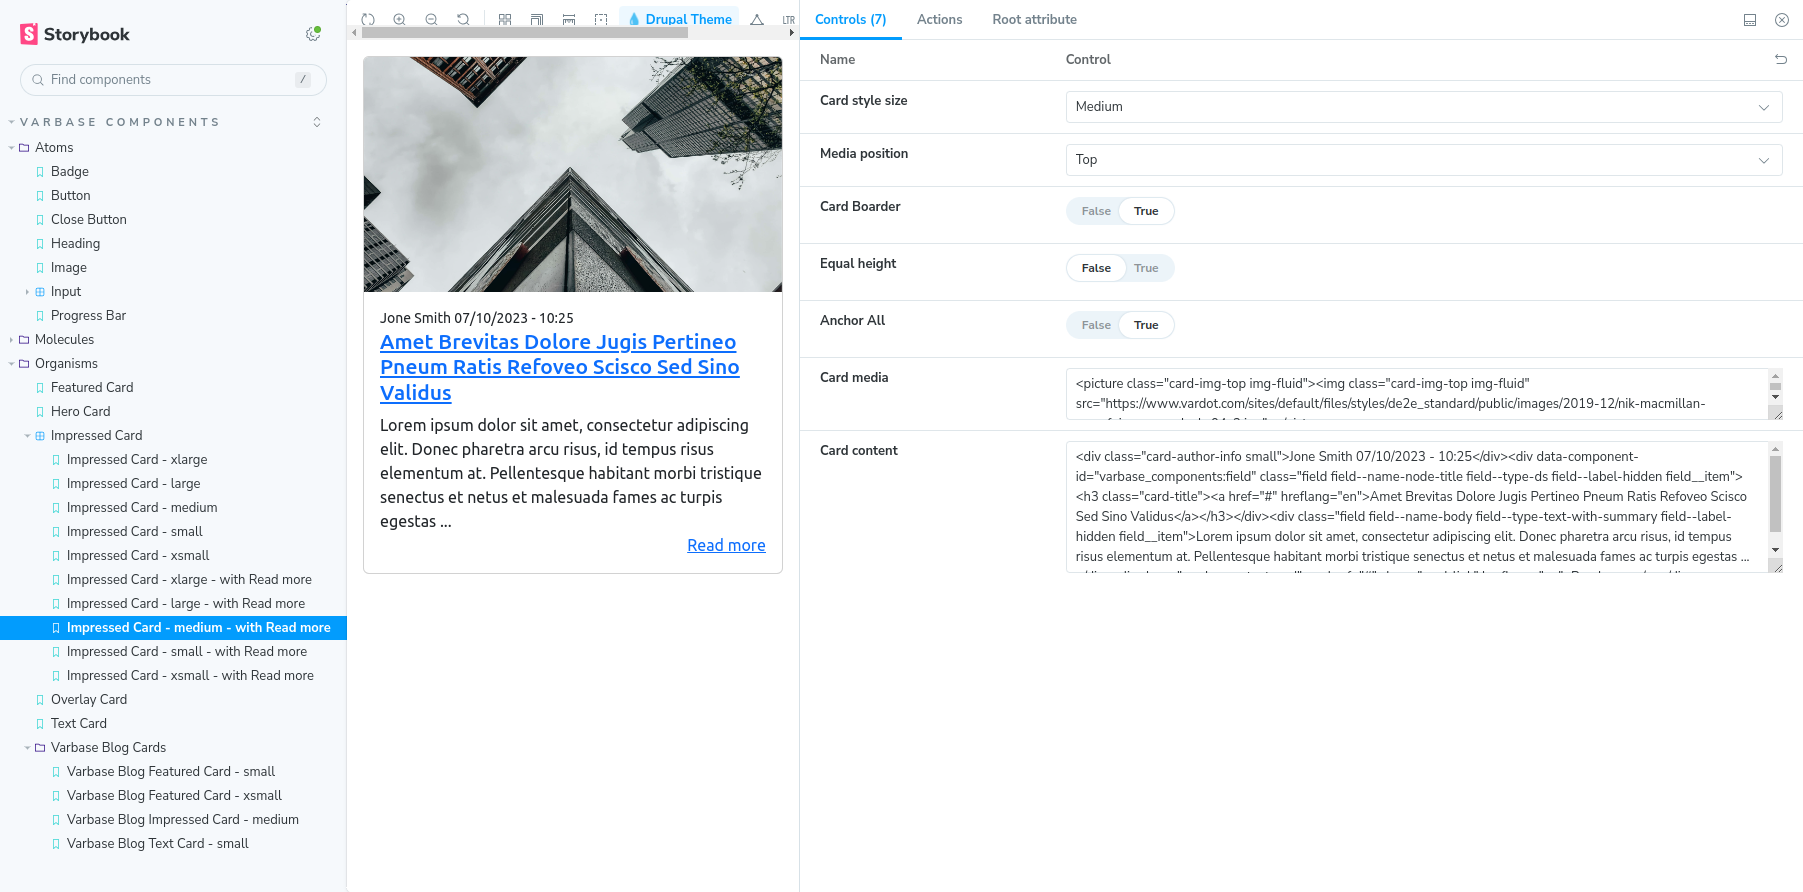 Storybook
Find components
/
VARBASE COMPONENTS
Atoms
Badge
Button
Close Button
Heading
Image
Input
Progress Bar
Molecules
Organisms
Featured Card
Hero Card
Impressed Card
Impressed Card - xlarge
Impressed Card - large
Impressed Card - medium
Impressed Card - small
Impressed Card - xsmall
Impressed Card - xlarge - with Read more
Impressed Card - large - with Read more
Impressed Card - medium - with Read more
Impressed Card - small - with Read more
Impressed Card - xsmall - with Read more
Overlay Card
Text Card
Varbase Blog Cards
Varbase Blog Featured Card - small
Varbase Blog Featured Card - xsmall
Varbase Blog Impressed Card - medium
Varbase Blog Text Card - small
Drupal Theme
LTR
Jone Smith 07/10/2023 - 10:25
Amet Brevitas Dolore Jugis Pertineo
Pneum Ratis Refoveo Scisco Sed Sino
Validus
Lorem ipsum dolor sit amet, consectetur adipiscing
elit. Donec pharetra arcu risus, id tempus risus
elementum at. Pellentesque habitant morbi tristique
senectus et netus et malesuada fames ac turpis
egestas ...
Read more
Controls (7) Actions Root attribute
Name Control
Card style size Medium
Media position Top
Card Boarder False True
Equal height False True
Anchor All False True
Card media
<picture class="card-img-top img-fluid"><img class="card-img-top img-fluid"
src="https://www.vardot.com/sites/default/files/styles/de2e_standard/public/images/2019-12/nik-macmillan-
Card content
<div class="card-author-info small">Jone Smith 07/10/2023 - 10:25</div><div data-component-
id="varbase_components:field" class="field field--name-node-title field--type-ds field--label-hidden field__item">
<h3 class="card-title"><a href="#" hreflang="en">Amet Brevitas Dolore Jugis Pertineo Pneum Ratis Refoveo Scisco
Sed Sino Validus</a></h3></div><div class="field field--name-body field--type-text-with-summary field--label-
hidden field__item">Lorem ipsum dolor sit amet, consectetur adipiscing elit. Donec pharetra arcu risus, id tempus
risus elementum at. Pellentesque habitant morbi tristique senectus et netus et malesuada fames ac turpis egestas ...